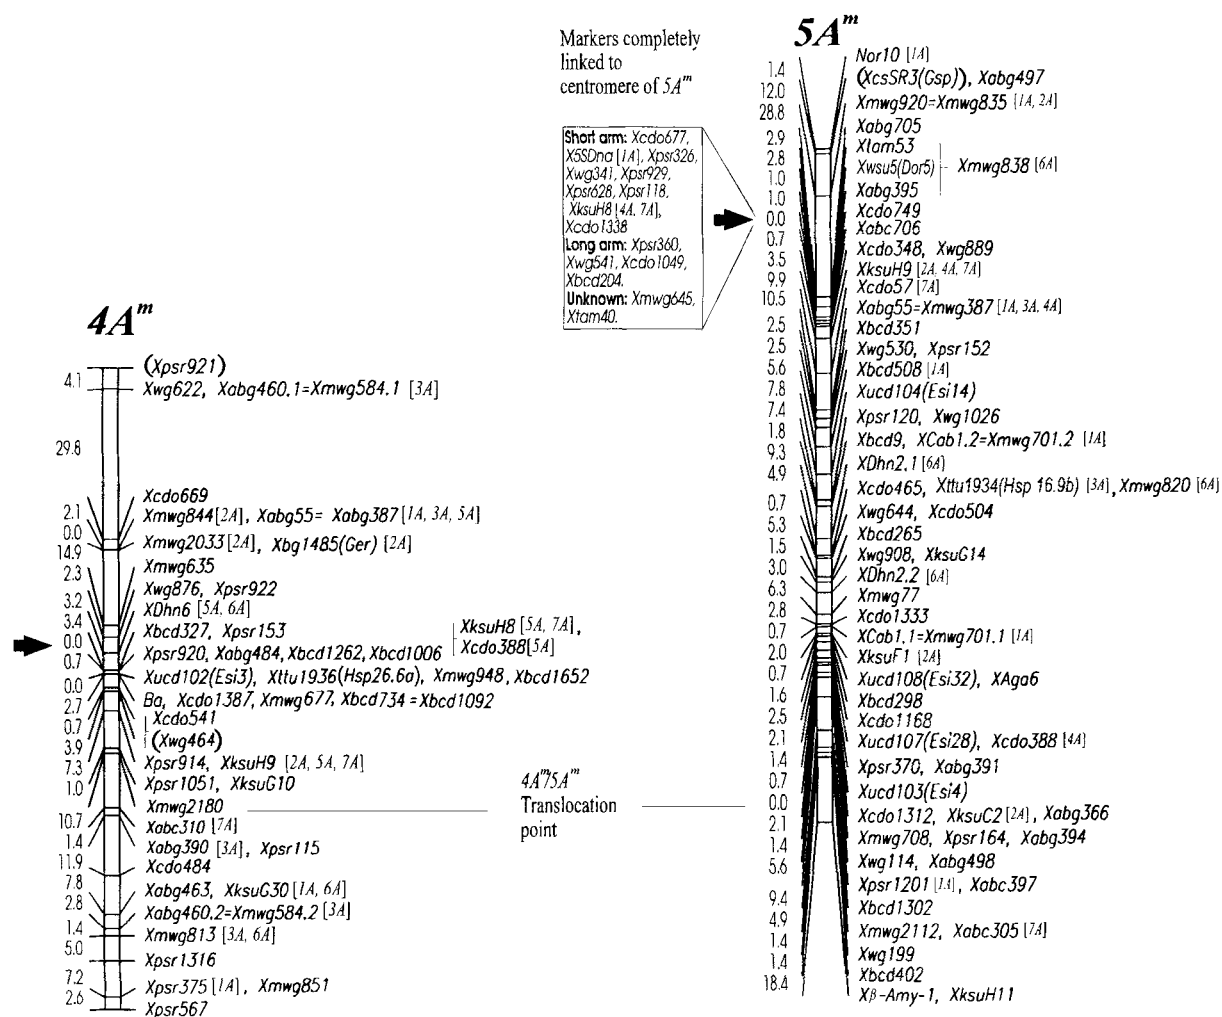 4Aᵐ
4.1
29.8
2.1
0.0
14.9
2.3
3.2
3.4
0.0
0.7
0.0
2.7
0.7
3.9
7.3
1.0
10.7
1.4
11.9
7.8
2.8
1.4
5.0
7.2
2.6
(Xpsr921)
Xwg622, Xabg460.1=Xmwg584.1 [3A]
Xcdo669
Xmwg844[2A], Xabg55= Xabg387[1A, 3A, 5A]
Xmwg2033[2A], Xbg1485(Ger) [2A]
Xmwg635
Xwg876, Xpsr922
XDhn6 [5A, 6A]
Xbcd327, Xpsr153
XksuH8 [5A, 7A],
Xcdo388[5A]
Xpsr920, Xabg484, Xbcd1262, Xbcd1006
Xucd102(Esi3), Xttu1936(Hsp26.6a), Xmwg948, Xbcd1652
Ba, Xcdo1387, Xmwg677, Xbcd734=Xbcd1092
Xcdo541
(Xwg464)
Xpsr914, XksuH9 [2A, 5A, 7A]
Xpsr1051, XksuG10
Xmwg2180
Xabc310 [7A]
Xabg390 [3A], Xpsr115
Xcdo484
Xabg463, XksuG30 [1A, 6A]
Xabg460.2=Xmwg584.2 [3A]
Xmwg813 [3A, 6A]
Xpsr1316
Xpsr375 [1A], Xmwg851
Xpsr567
4Aᵐ/5Aᵐ
Translocation
point
Markers completely
linked to
centromere of 5Aᵐ
Short arm: Xcdo677,
X5SDna [1A], Xpsr326,
Xwg341, Xpsr929,
Xpsr628, Xpsr118,
XksuH8 [4A, 7A],
Xcdo1338
Long arm: Xpsr360,
Xwg541, Xcdo1049,
Xbcd204.
Unknown: Xmwg645,
Xtam40.
5Aᵐ
1.4
12.0
28.8
2.9
2.8
1.0
1.0
0.0
0.7
3.5
9.9
10.5
2.5
2.5
5.6
7.8
7.4
1.8
9.3
4.9
0.7
5.3
1.5
3.0
6.3
2.8
0.7
2.0
0.7
1.6
2.5
2.1
1.4
0.7
0.0
2.1
1.4
5.6
9.4
4.9
1.4
1.4
18.4
Nor10 [1A]
(XcsSR3(Gsp)), Xabg497
Xmwg920=Xmwg835 [1A, 2A]
Xabg705
Xtam53
Xwsu5(Dor5)
Xmwg838 [6A]
Xabg395
Xcdo749
Xabc706
Xcdo348, Xwg889
XksuH9 [2A, 4A, 7A]
Xcdo57 [7A]
Xabg55=Xmwg387 [1A, 3A, 4A]
Xbcd351
Xwg530, Xpsr152
Xbcd508 [1A]
Xucd104(Esi14)
Xpsr120, Xwg1026
Xbcd9, XCab1.2=Xmwg701.2 [1A]
XDhn2.1 [6A]
Xcdo465, Xttu1934(Hsp 16.9b) [3A], Xmwg820 [6A]
Xwg644, Xcdo504
Xbcd265
Xwg908, XksuG14
XDhn2.2 [6A]
Xmwg77
Xcdo1333
XCab1.1=Xmwg701.1 [1A]
XksuF1 [2A]
Xucd108(Esi32), XAga6
Xbcd298
Xcdo1168
Xucd107(Esi28), Xcdo388 [4A]
Xpsr370, Xabg391
Xucd103(Esi4)
Xcdo1312, XksuC2 [2A], Xabg366
Xmwg708, Xpsr164, Xabg394
Xwg114, Xabg498
Xpsr1201 [1A], Xabc397
Xbcd1302
Xmwg2112, Xabc305 [7A]
Xwg199
Xbcd402
Xβ-Amy-1, XksuH11